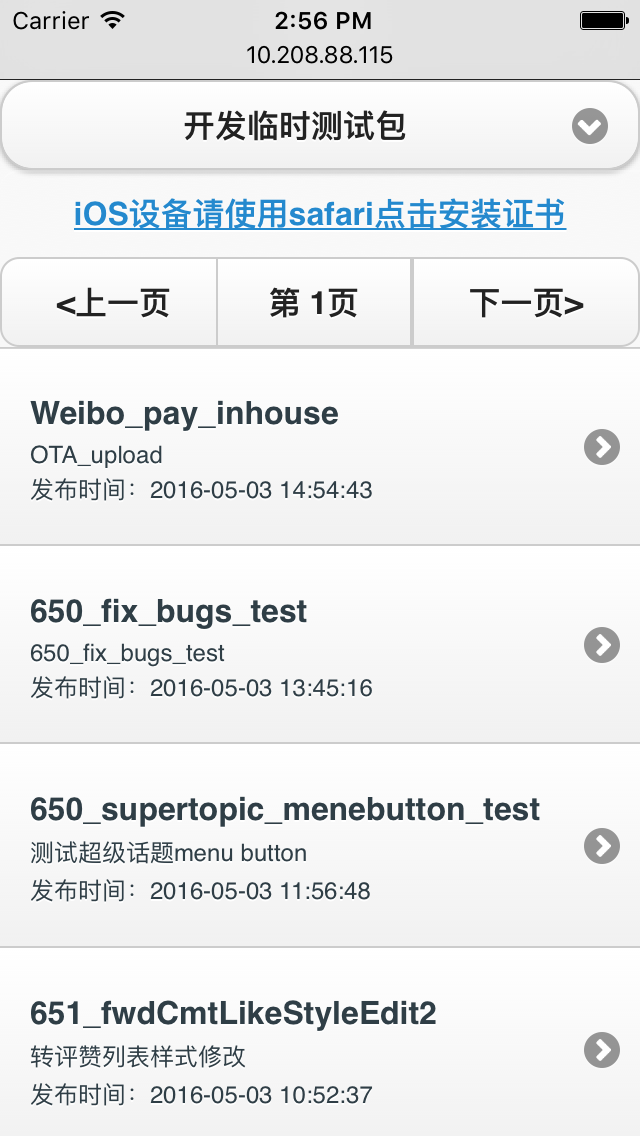 Carrier 2:56 PM
10.208.88.115
开发临时测试包
iOS设备请使用safari点击安装证书
<上一页 第 1页 下一页>
Weibo_pay_inhouse
OTA_upload
发布时间：2016-05-03 14:54:43
650_fix_bugs_test
650_fix_bugs_test
发布时间：2016-05-03 13:45:16
650_supertopic_menebutton_test
测试超级话题menu button
发布时间：2016-05-03 11:56:48
651_fwdCmtLikeStyleEdit2
转评赞列表样式修改
发布时间：2016-05-03 10:52:37